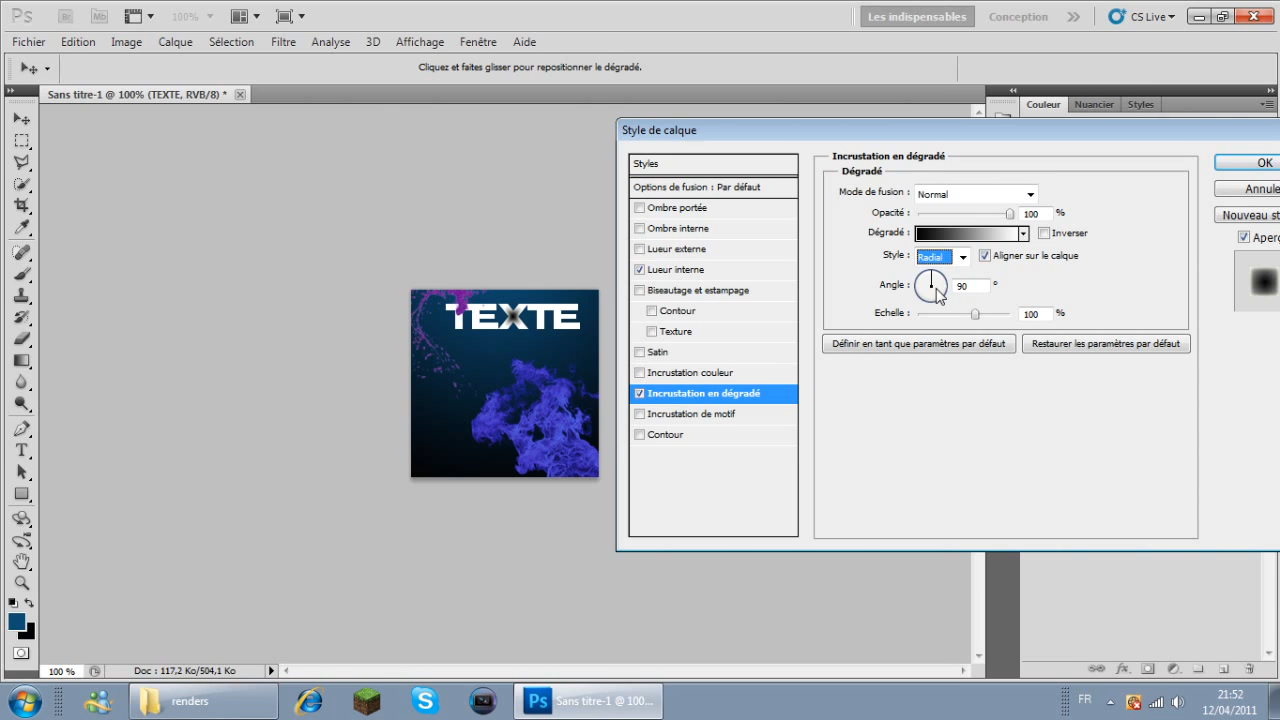 Ps Br Mb 100% Les indispensables Conception CS Live
Fichier Edition Image Calque Sélection Filtre Analyse 3D Affichage Fenêtre Aide
Cliquez et faites glisser pour repositionner le dégradé.
Sans titre-1 @ 100% (TEXTE, RVB/8) *
Couleur Nuancier Styles
Style de calque
Styles
Options de fusion : Par défaut
Ombre portée
Ombre interne
Lueur externe
Lueur interne
Biseautage et estampage
Contour
Texture
Satin
Incrustation couleur
Incrustation en dégradé
Incrustation de motif
Contour
Incrustation en dégradé
Dégradé
Mode de fusion : Normal
Opacité : 100 %
Dégradé : Inverser
Style : Radial Aligner sur le calque
Angle : 90 °
Echelle : 100 %
Définir en tant que paramètres par défaut Restaurer les paramètres par défaut
OK
Annule
Nouveau st
Aperç
TEXTE
100 % Doc : 117,2 Ko/504,1 Ko
renders
Ps Sans titre-1 @ 100...
FR
21:52
12/04/2011